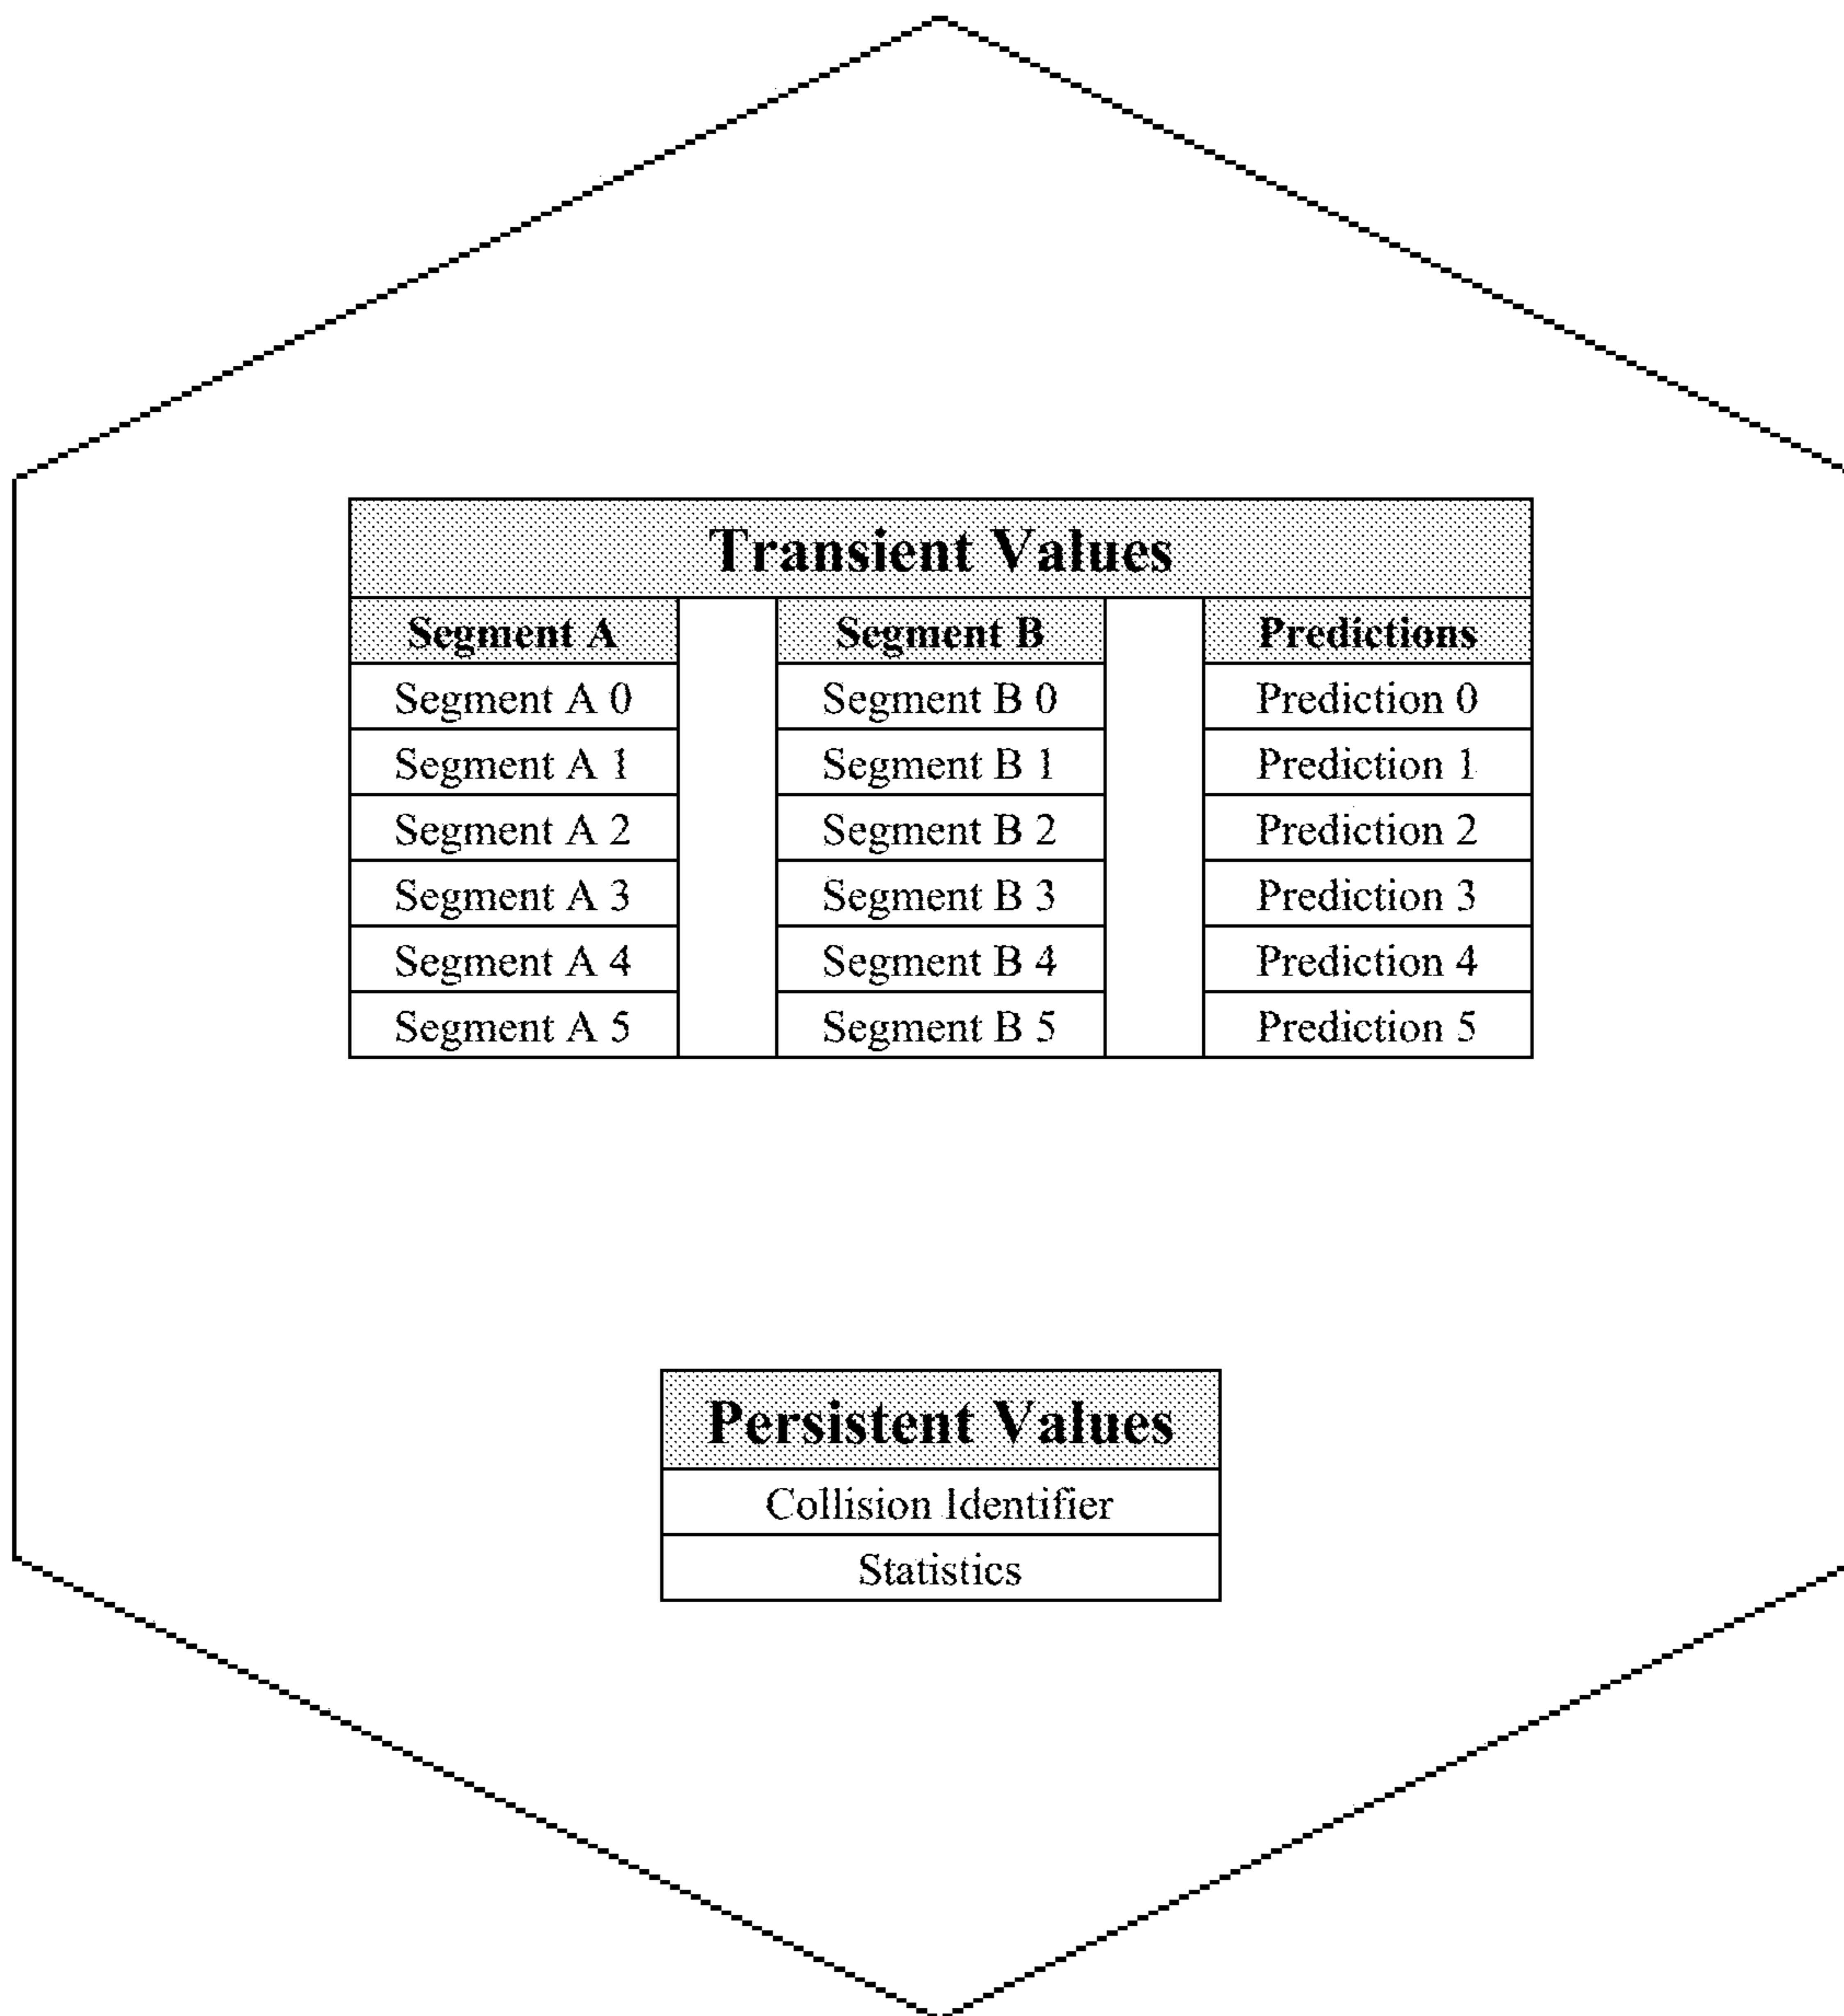 Transient Values
Segment A Segment B Predictions
Segment A 0 Segment B 0 Prediction 0
Segment A 1 Segment B 1 Prediction 1
Segment A 2 Segment B 2 Prediction 2
Segment A 3 Segment B 3 Prediction 3
Segment A 4 Segment B 4 Prediction 4
Segment A 5 Segment B 5 Prediction 5
Persistent Values
Collision Identifier
Statistics